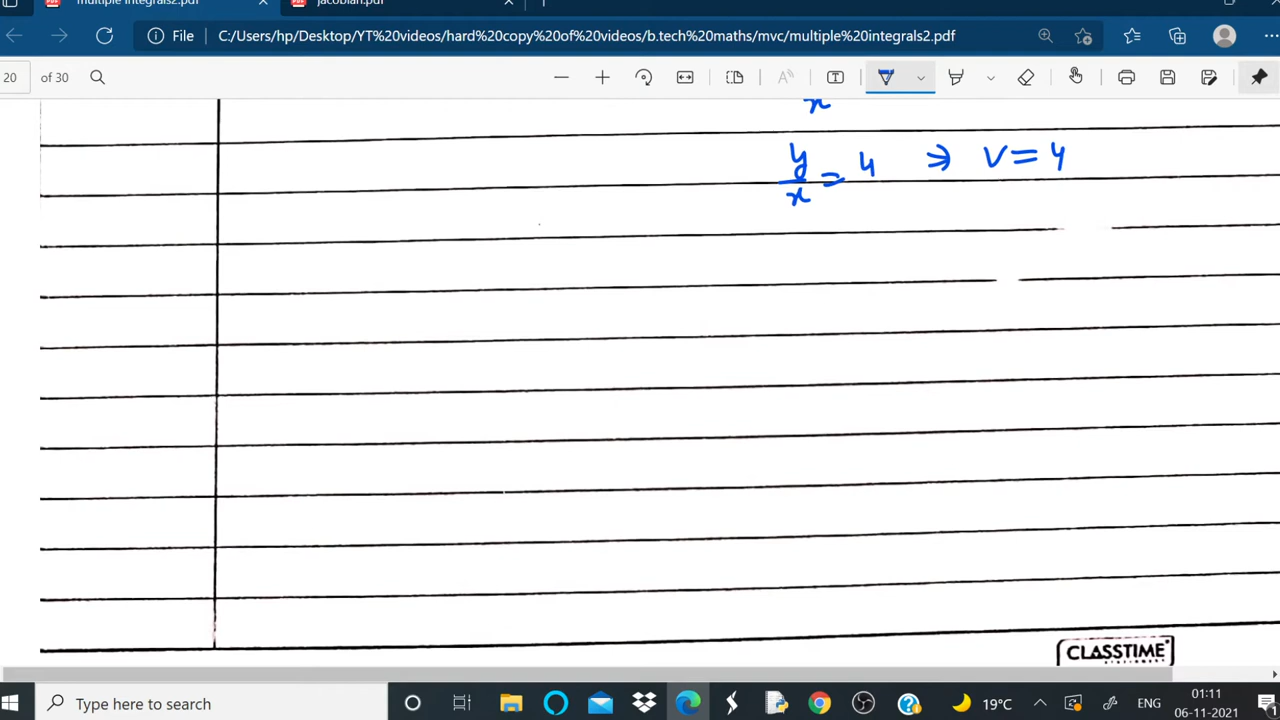 multiple integrals2.pdf
jacobian.pdf
File C:/Users/hp/Desktop/YT%20videos/hard%20copy%20of%20videos/b.tech%20maths/mvc/multiple%20integrals2.pdf
20 of 30
x
y/x = 4 ⇒ v = 4
CLASSTIME
Type here to search
19°C
ENG
01:11
06-11-2021